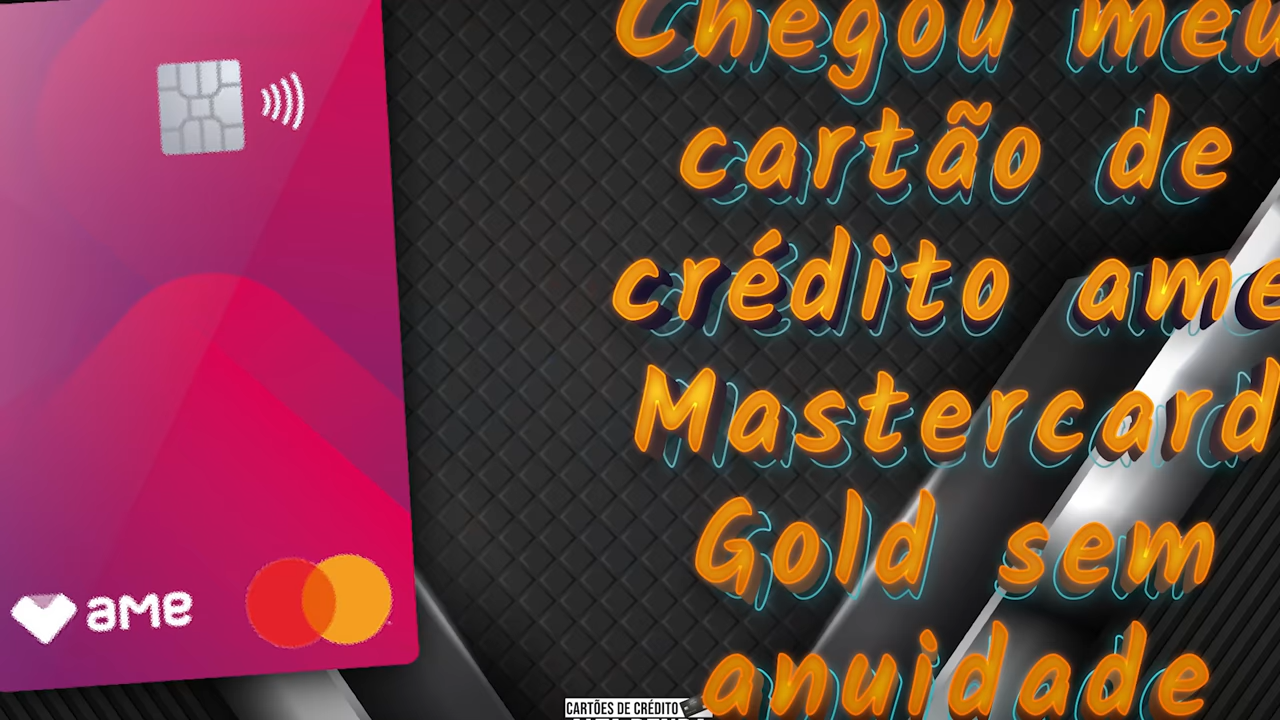 Chegou meu
cartão de
crédito ame
Mastercard
Gold sem
anuidade
ame
CARTÕES DE CRÉDITO